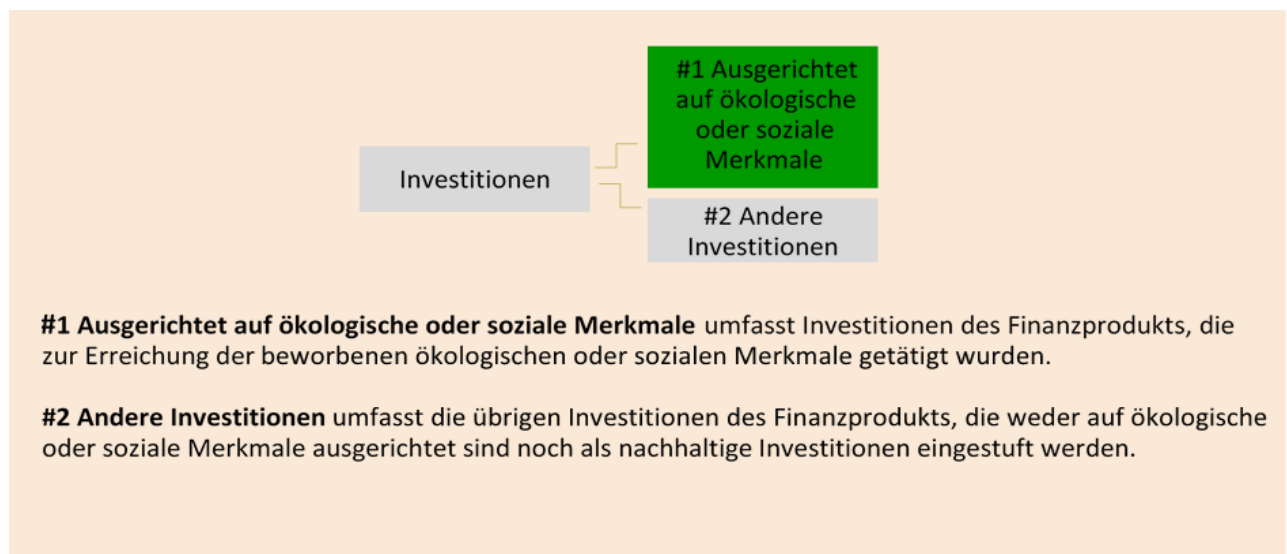 #1 Ausgerichtet
auf ökologische
oder soziale
Merkmale
Investitionen
#2 Andere
Investitionen
#1 Ausgerichtet auf ökologische oder soziale Merkmale umfasst Investitionen des Finanzprodukts, die
zur Erreichung der beworbenen ökologischen oder sozialen Merkmale getätigt wurden.
#2 Andere Investitionen umfasst die übrigen Investitionen des Finanzprodukts, die weder auf ökologische
oder soziale Merkmale ausgerichtet sind noch als nachhaltige Investitionen eingestuft werden.